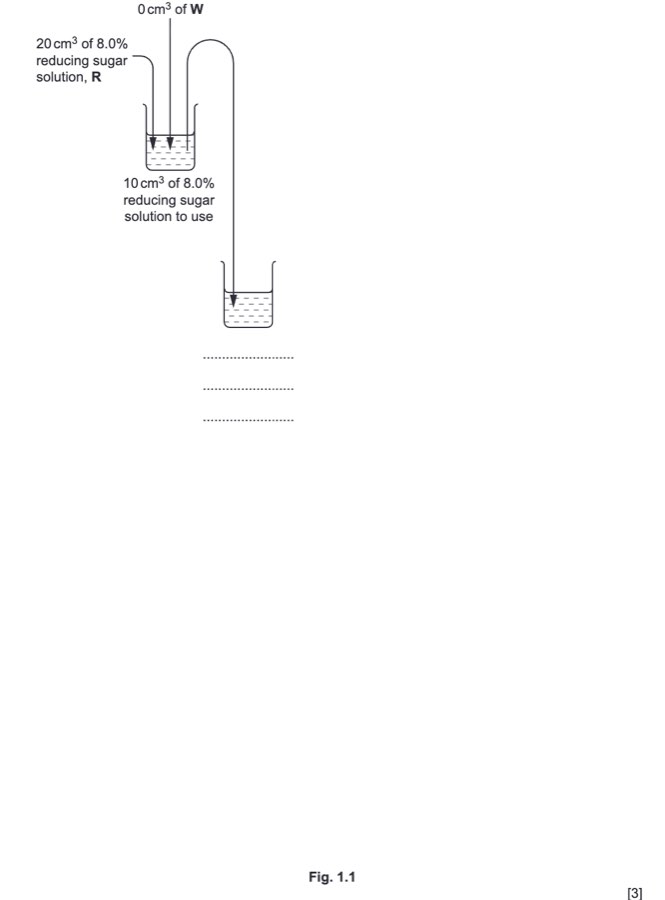 0 cm³ of W
20 cm³ of 8.0%
reducing sugar
solution, R
10 cm³ of 8.0%
reducing sugar
solution to use
Fig. 1.1
[3]